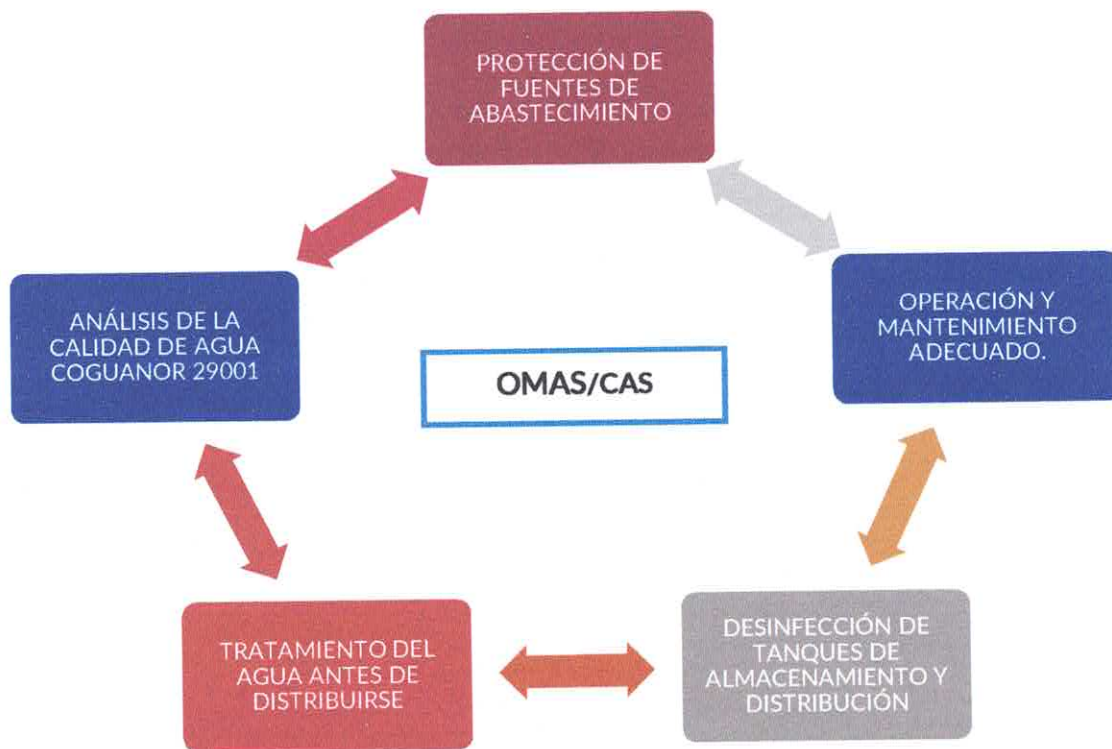 PROTECCIÓN DE
FUENTES DE
ABASTECIMIENTO
ANÁLISIS DE LA
CALIDAD DE AGUA
COGUANOR 29001
OPERACIÓN Y
MANTENIMIENTO
ADECUADO.
OMAS/CAS
TRATAMIENTO DEL
AGUA ANTES DE
DISTRIBUIRSE
DESINFECCIÓN DE
TANQUES DE
ALMACENAMIENTO Y
DISTRIBUCIÓN